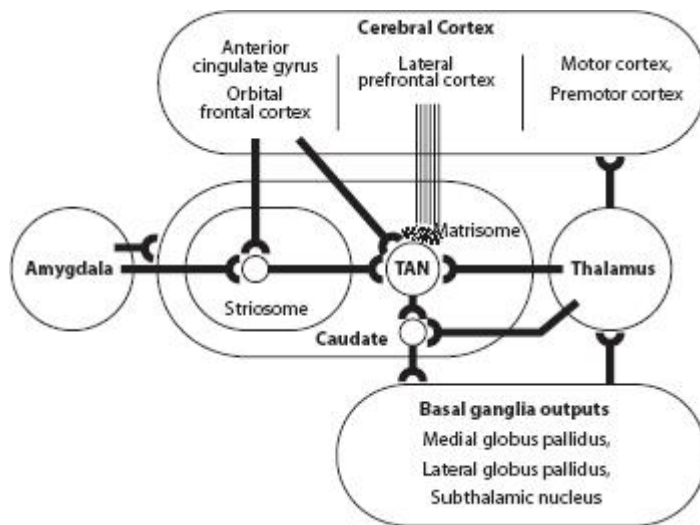 Cerebral Cortex
Anterior
cingulate gyrus
Orbital
frontal cortex
Lateral
prefrontal cortex
Motor cortex,
Premotor cortex
Matrisome
Amygdala
TAN
Thalamus
Striosome
Caudate
Basal ganglia outputs
Medial globus pallidus,
Lateral globus pallidus,
Subthalamic nucleus